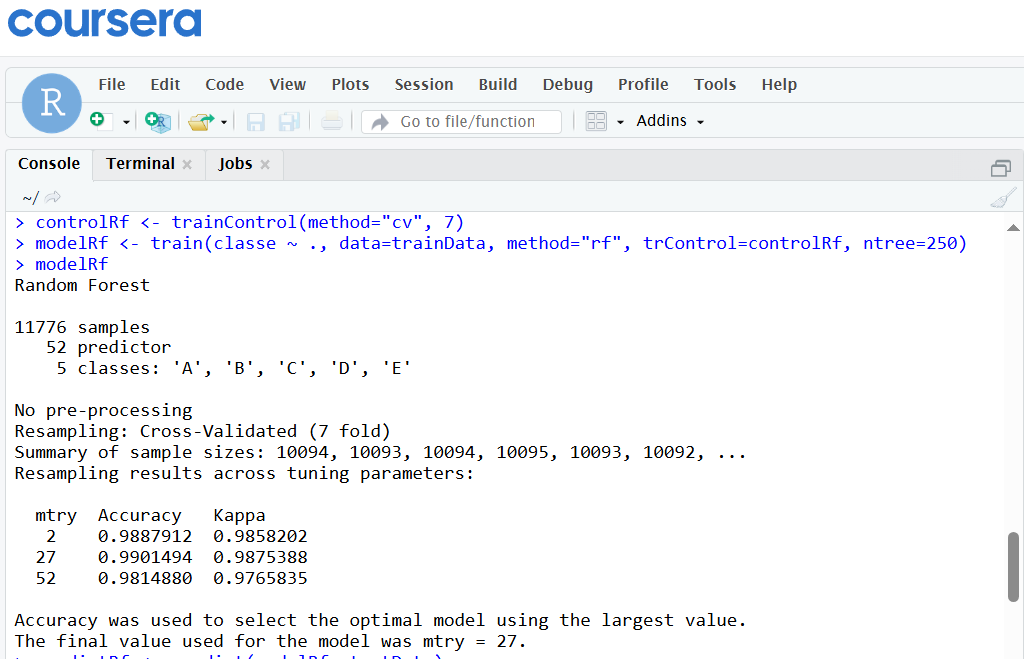 coursera
R
File Edit Code View Plots Session Build Debug Profile Tools Help
R
Go to file/function Addins
Console Terminal Jobs
~/
> controlRf <- trainControl(method="cv", 7)
> modelRf <- train(classe ~ ., data=trainData, method="rf", trControl=controlRf, ntree=250)
> modelRf
Random Forest
11776 samples
52 predictor
5 classes: 'A', 'B', 'C', 'D', 'E'
No pre-processing
Resampling: Cross-Validated (7 fold)
Summary of sample sizes: 10094, 10093, 10094, 10095, 10093, 10092, ...
Resampling results across tuning parameters:
mtry Accuracy Kappa
2 0.9887912 0.9858202
27 0.9901494 0.9875388
52 0.9814880 0.9765835
Accuracy was used to select the optimal model using the largest value.
The final value used for the model was mtry = 27.